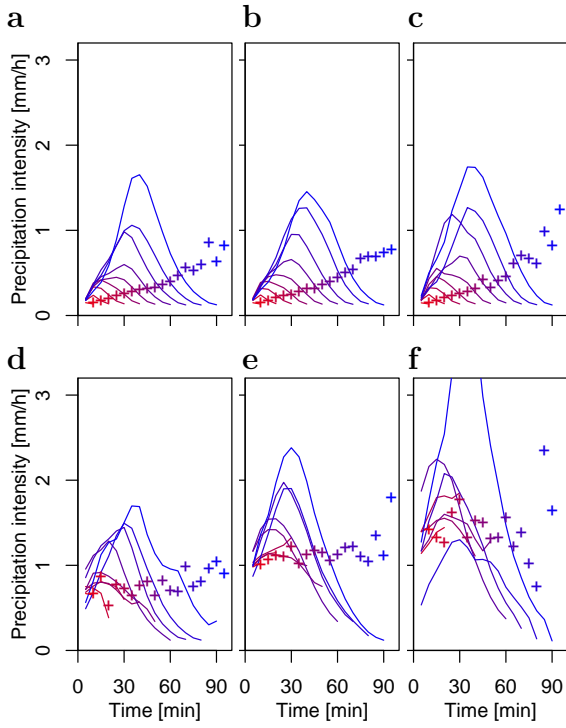 a b c
Precipitation intensity [mm/h]
3
2
1
0
d e f
Precipitation intensity [mm/h]
3
2
1
0
0 30 60 90 0 30 60 90 0 30 60 90
Time [min] Time [min] Time [min]